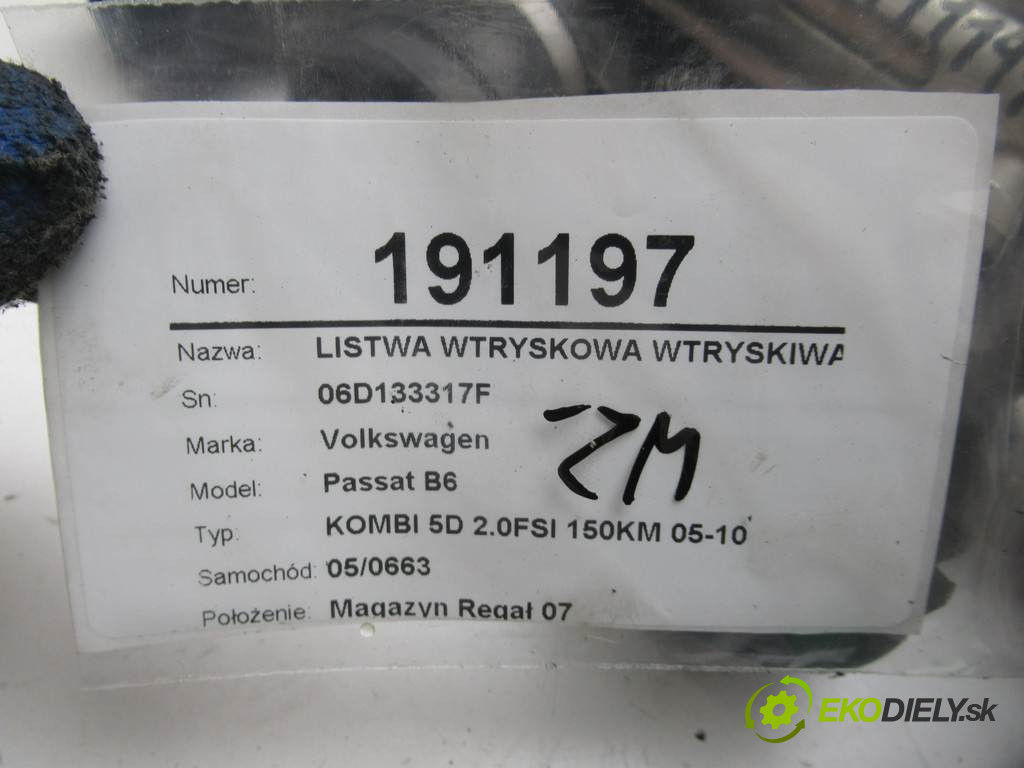 Numer: 191197
Nazwa: LISTWA WTRYSKOWA WTRYSKIWA
Sn: 06D133317F
Marka: Volkswagen
Model: Passat B6
Typ: KOMBI 5D 2.0FSI 150KM 05-10
Samochód: 05/0663
Położenie: Magazyn Regał 07
ZM
EKODIELY.sk